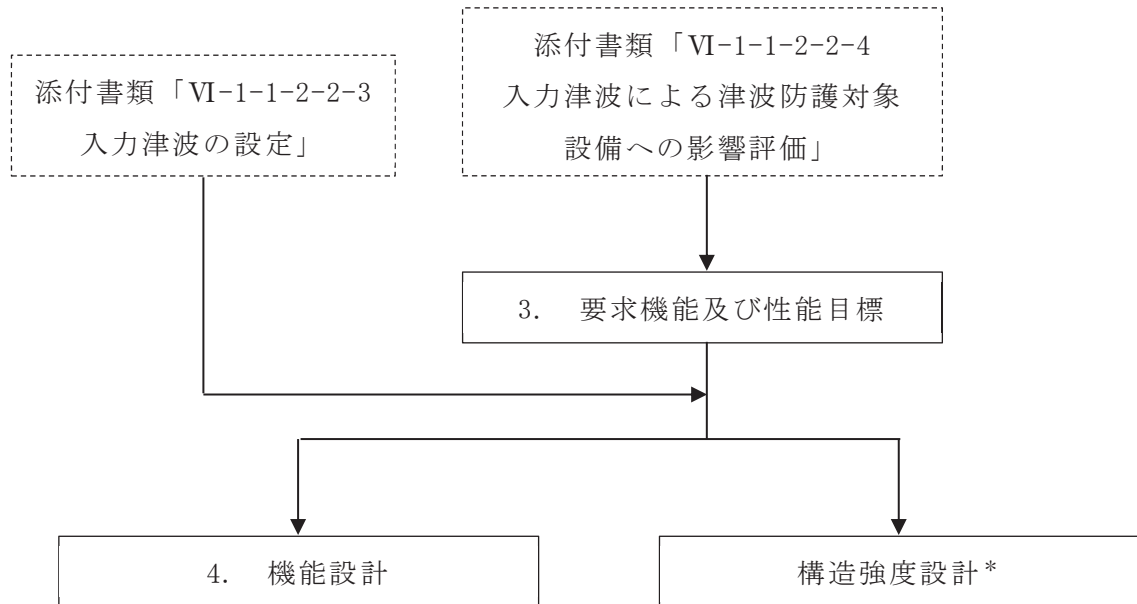 添付書類「Ⅵ-1-1-2-2-3
入力津波の設定」
添付書類「Ⅵ-1-1-2-2-4
入力津波による津波防護対象
設備への影響評価」
3. 要求機能及び性能目標
4. 機能設計
構造強度設計*